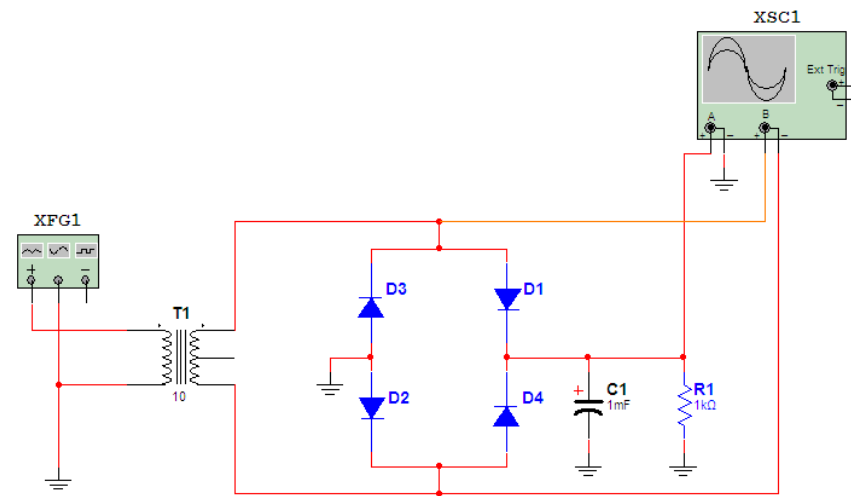 XSC1
Ext Trig
+
−
A
B
+ − + −
XFG1
+ −
T1
10
D3
D1
D2
D4
+
C1
1mF
R1
1kΩ